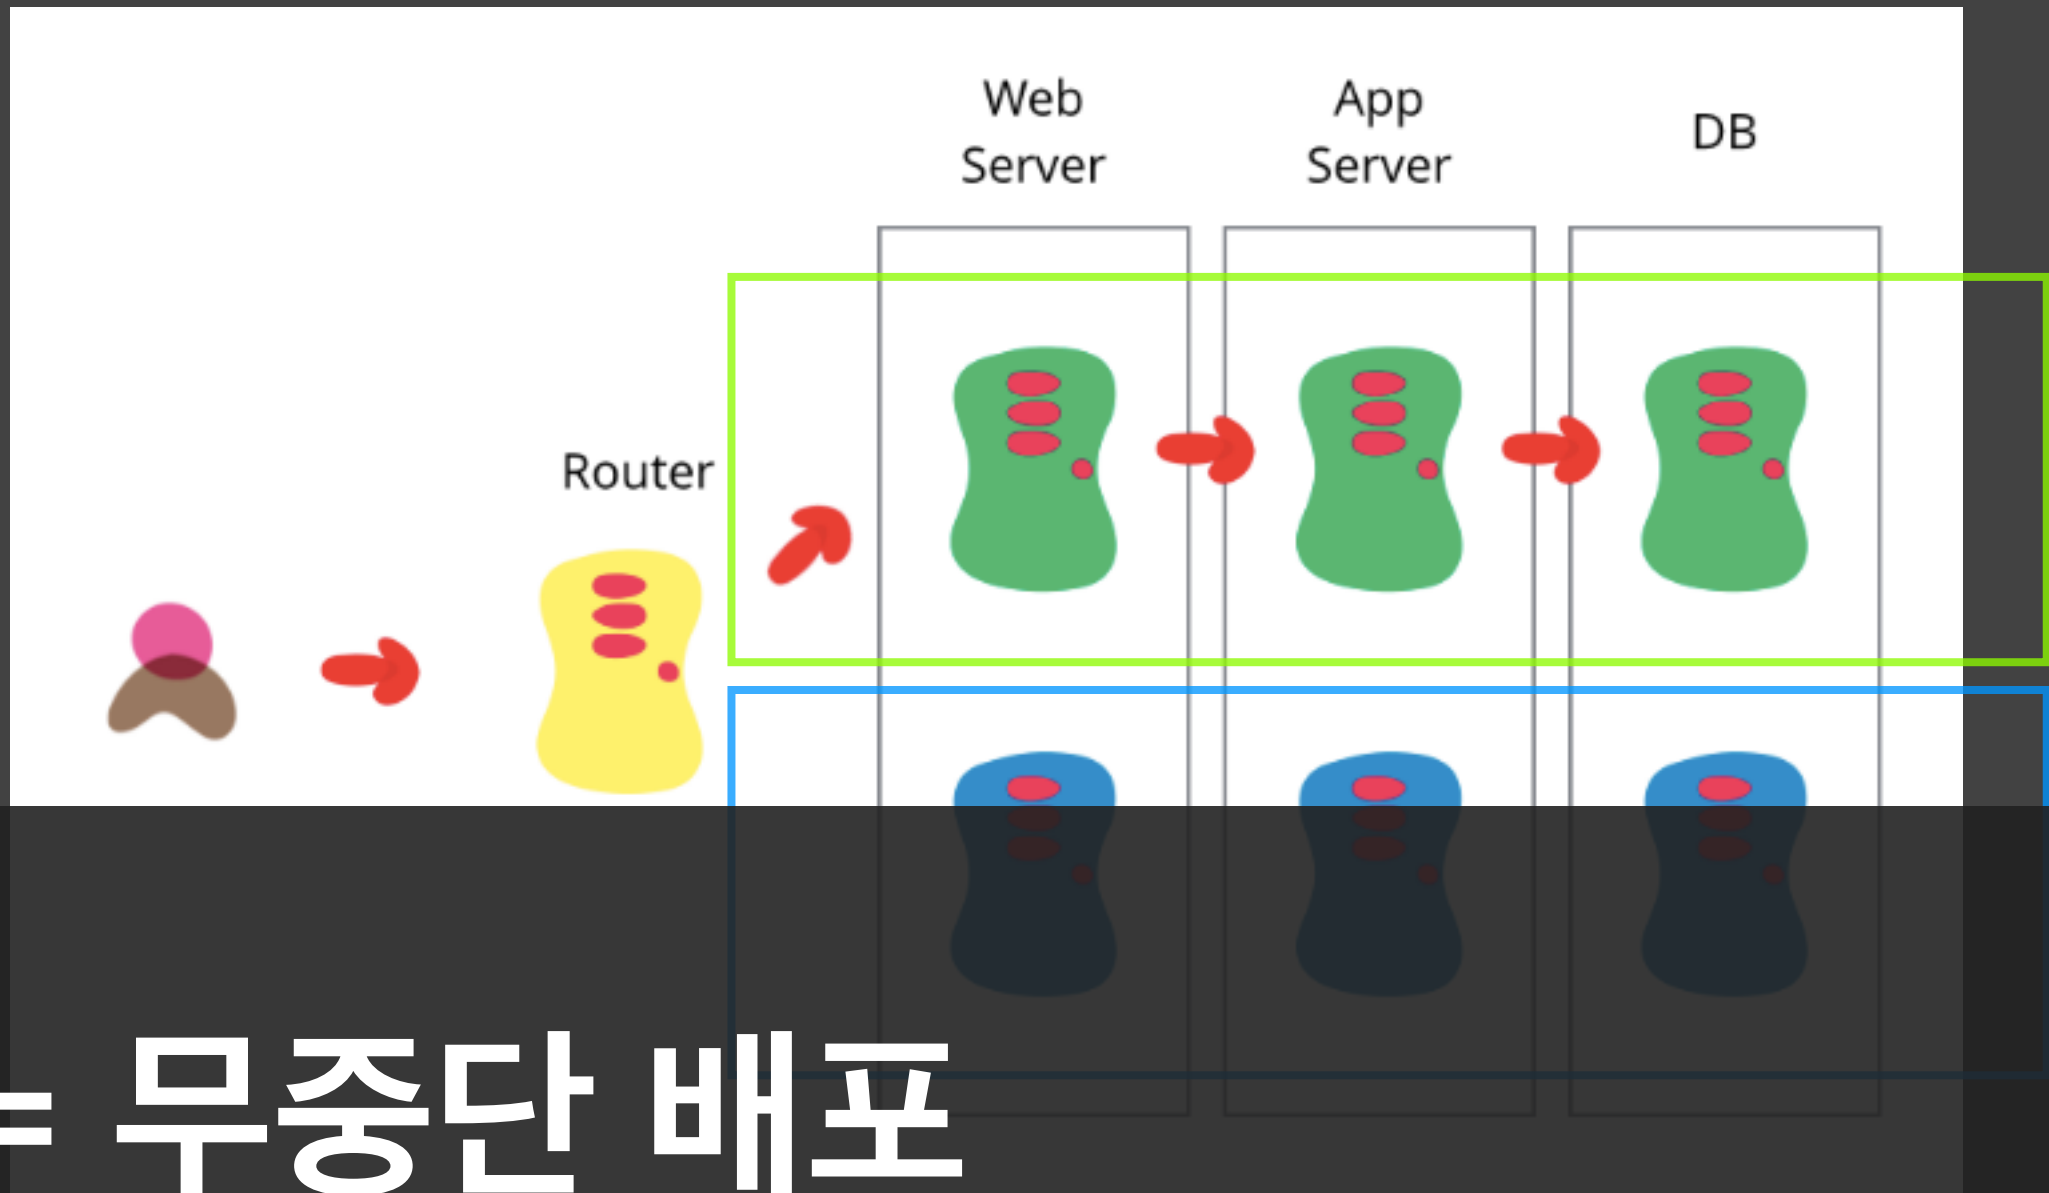 Web
Server
App
Server
DB
Router
= 무중단 배포